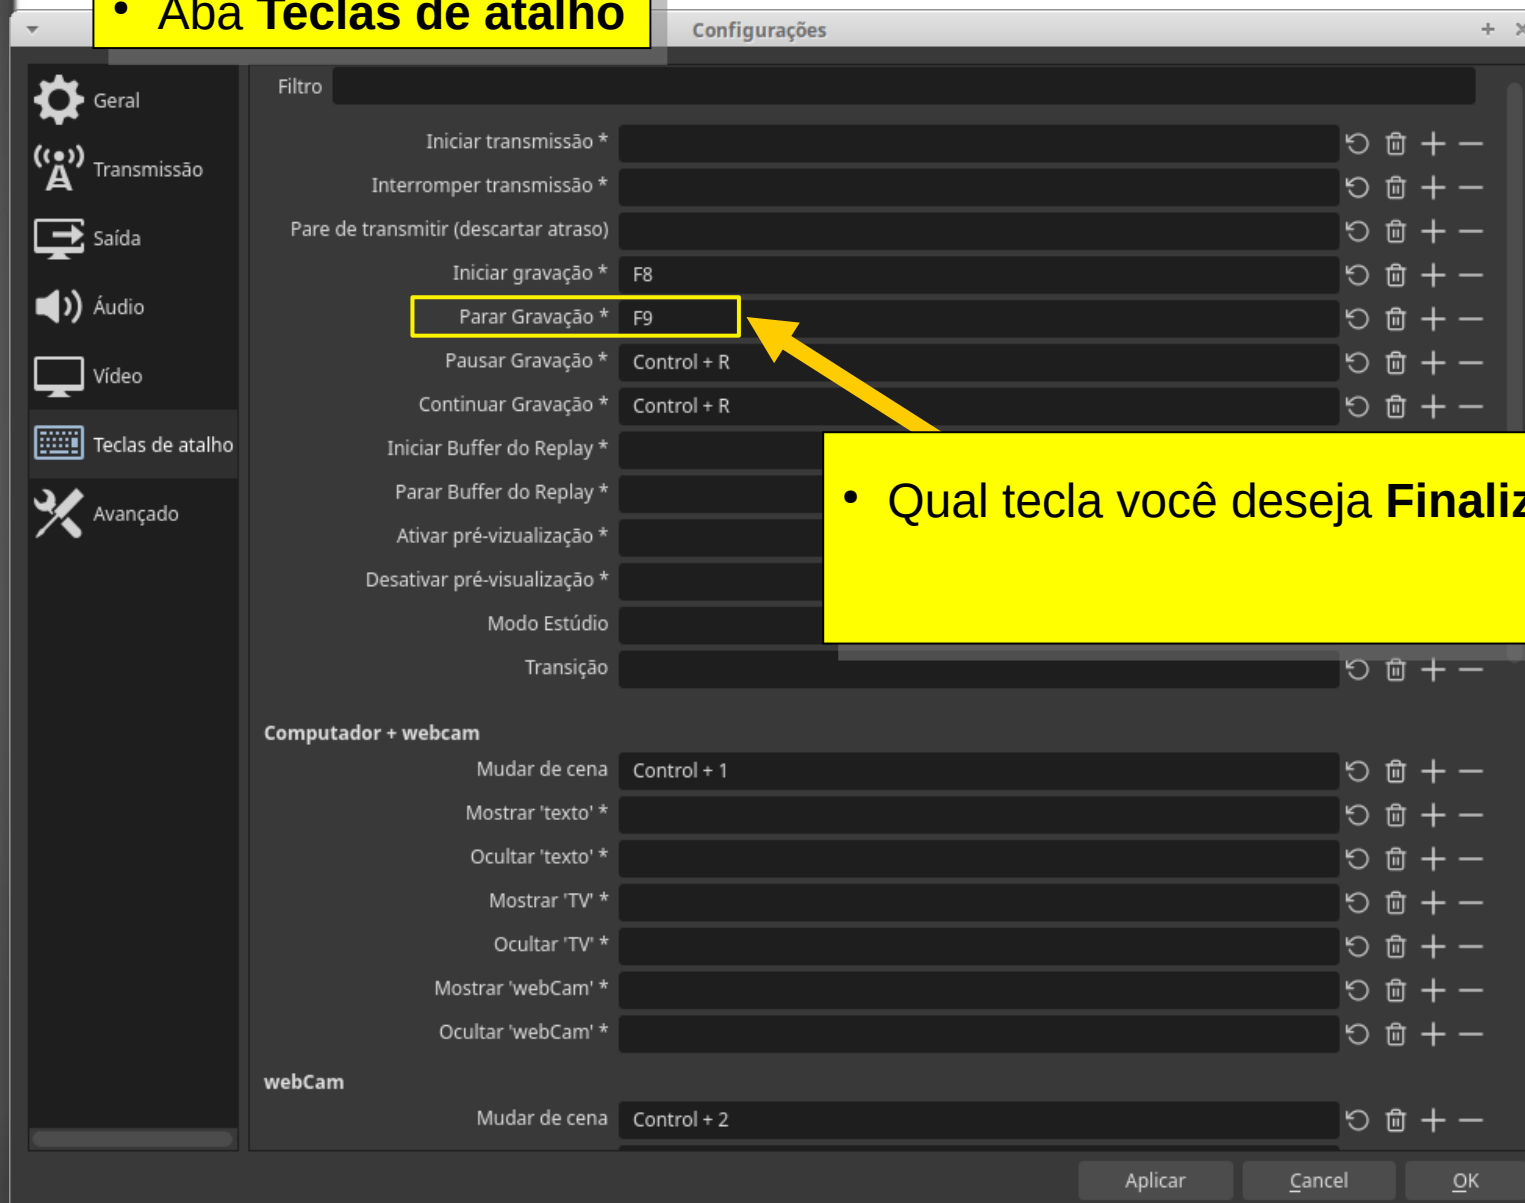 • Aba Teclas de atalho
Configurações
Geral
Transmissão
Saída
Áudio
Vídeo
Teclas de atalho
Avançado
Filtro
Iniciar transmissão *
Interromper transmissão *
Pare de transmitir (descartar atraso)
Iniciar gravação * F8
Parar Gravação * F9
Pausar Gravação * Control + R
Continuar Gravação * Control + R
Iniciar Buffer do Replay *
Parar Buffer do Replay *
Ativar pré-vizualização *
Desativar pré-visualização *
Modo Estúdio
Transição
• Qual tecla você deseja Finaliz
Computador + webcam
Mudar de cena Control + 1
Mostrar 'texto' *
Ocultar 'texto' *
Mostrar 'TV' *
Ocultar 'TV' *
Mostrar 'webCam' *
Ocultar 'webCam' *
webCam
Mudar de cena Control + 2
Aplicar Cancel OK